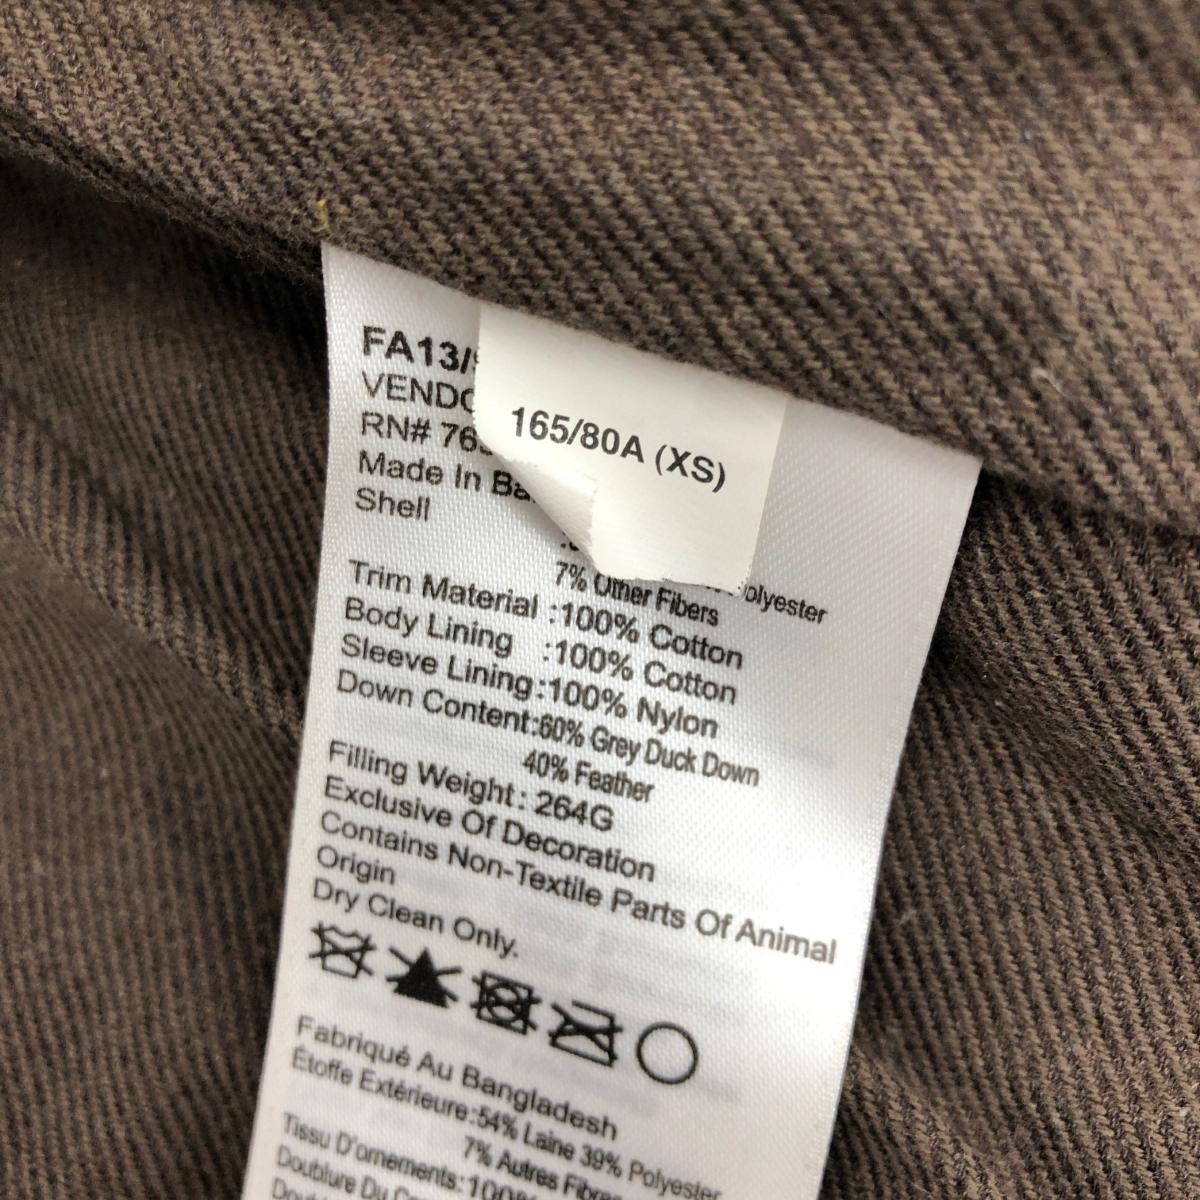 FA13/
165/80A (XS)
RN# 76
Made In
Shell
7% Other Fibers
Trim Material :100% Cotton
Body Lining :100% Cotton
Sleeve Lining:100% Nylon
Down Content:60% Grey Duck Down
40% Feather
Filling Weight: 264G
Exclusive Of Decoration
Contains Non-Textile Parts Of Animal
Origin
Dry Clean Only.
Fabriqué Au Bangladesh
Étoffe Extérieure:54% Laine 39% Polyester
7% Autres Fibres
Tissu D'ornements:100%
Doublure Du